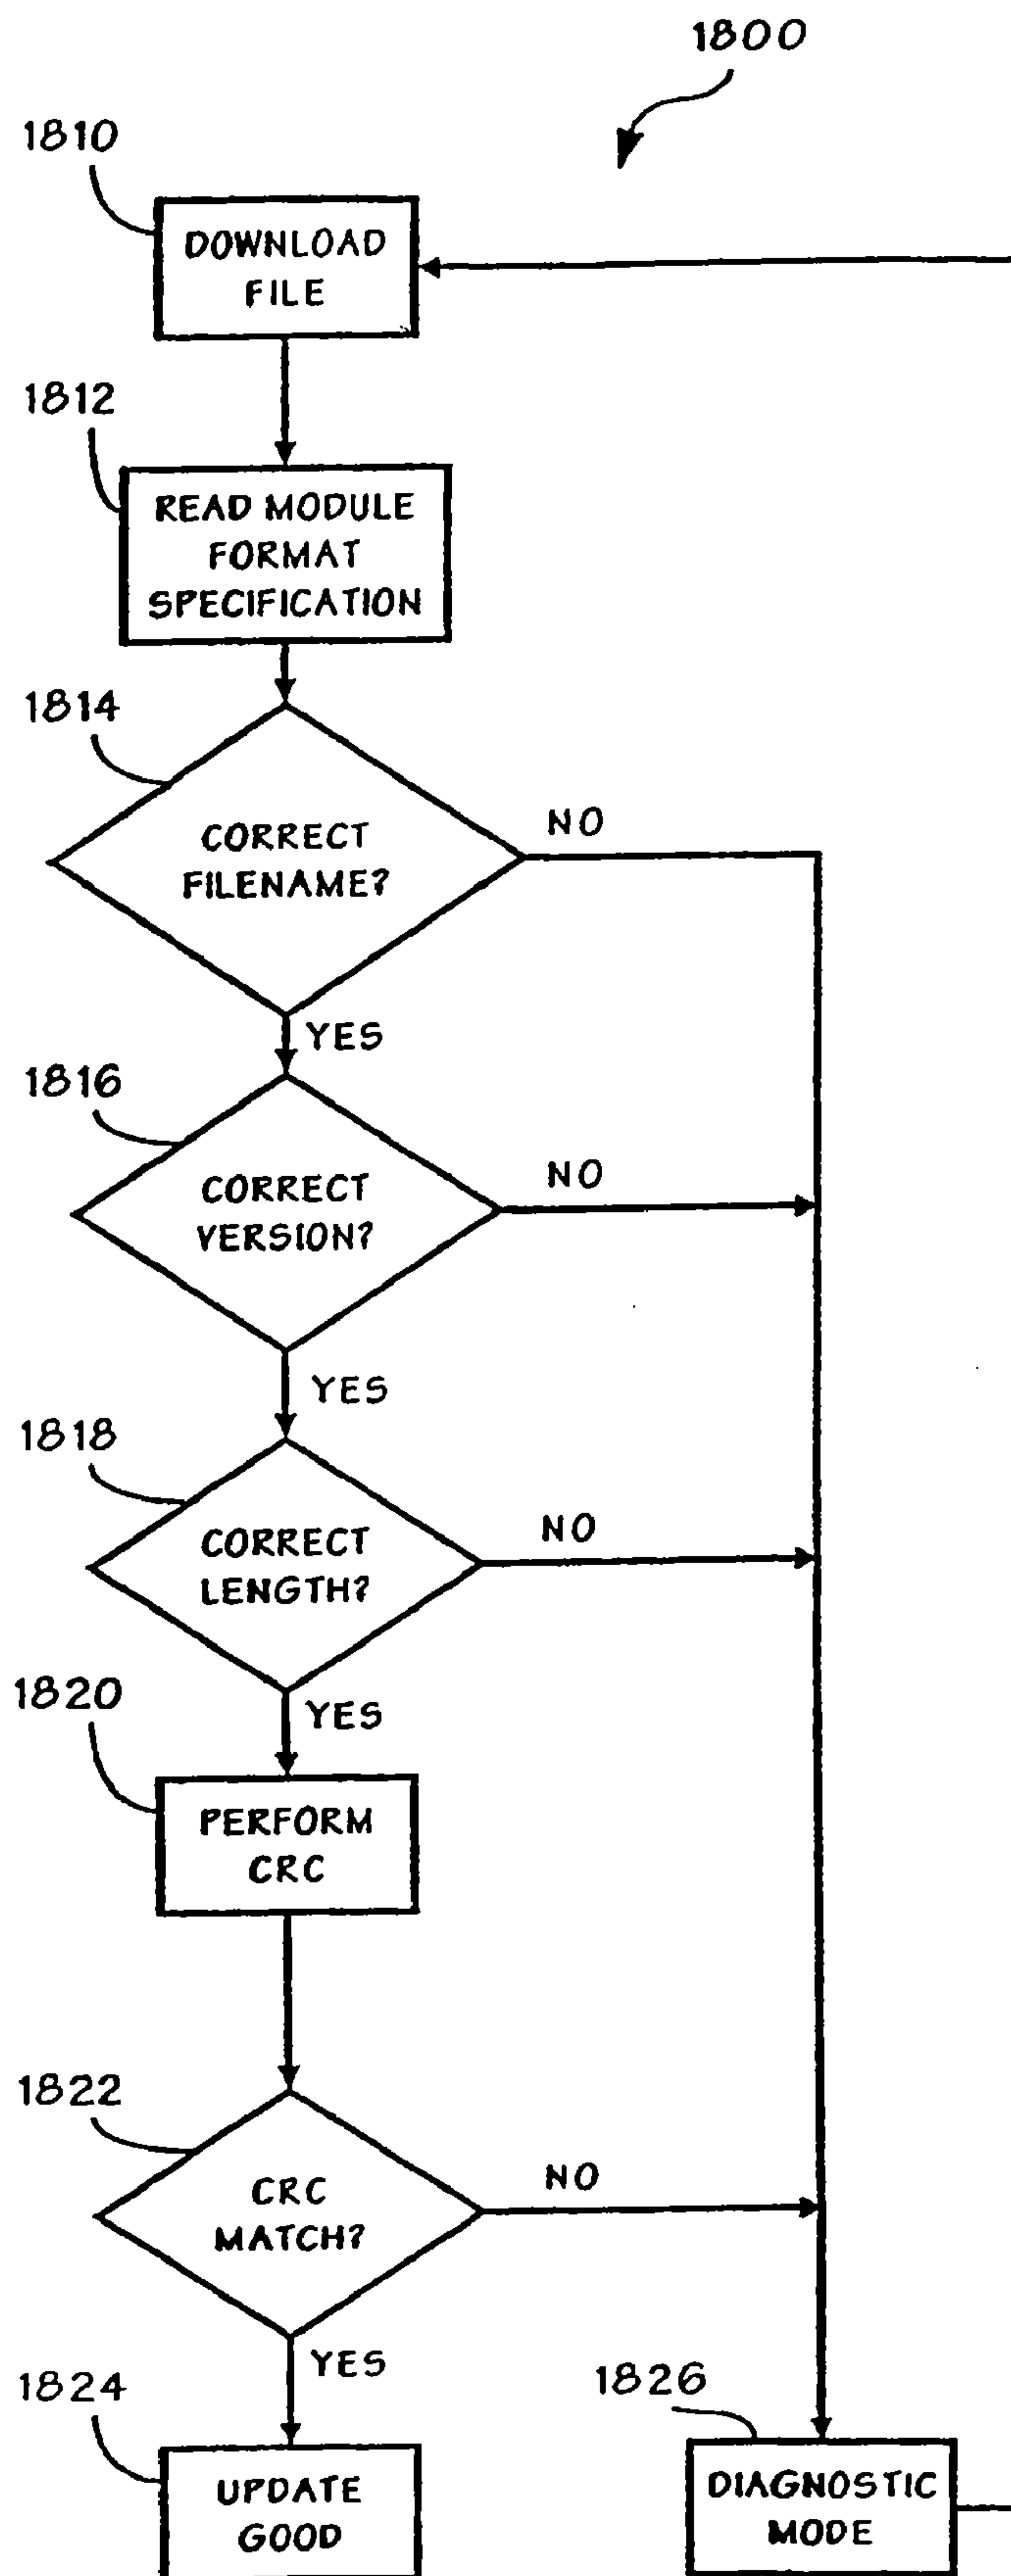 1800
1810
DOWNLOAD
FILE
1812
READ MODULE
FORMAT
SPECIFICATION
1814
CORRECT
FILENAME?
NO
YES
1816
CORRECT
VERSION?
NO
YES
1818
CORRECT
LENGTH?
NO
YES
1820
PERFORM
CRC
1822
CRC
MATCH?
NO
YES
1824
UPDATE
GOOD
1826
DIAGNOSTIC
MODE